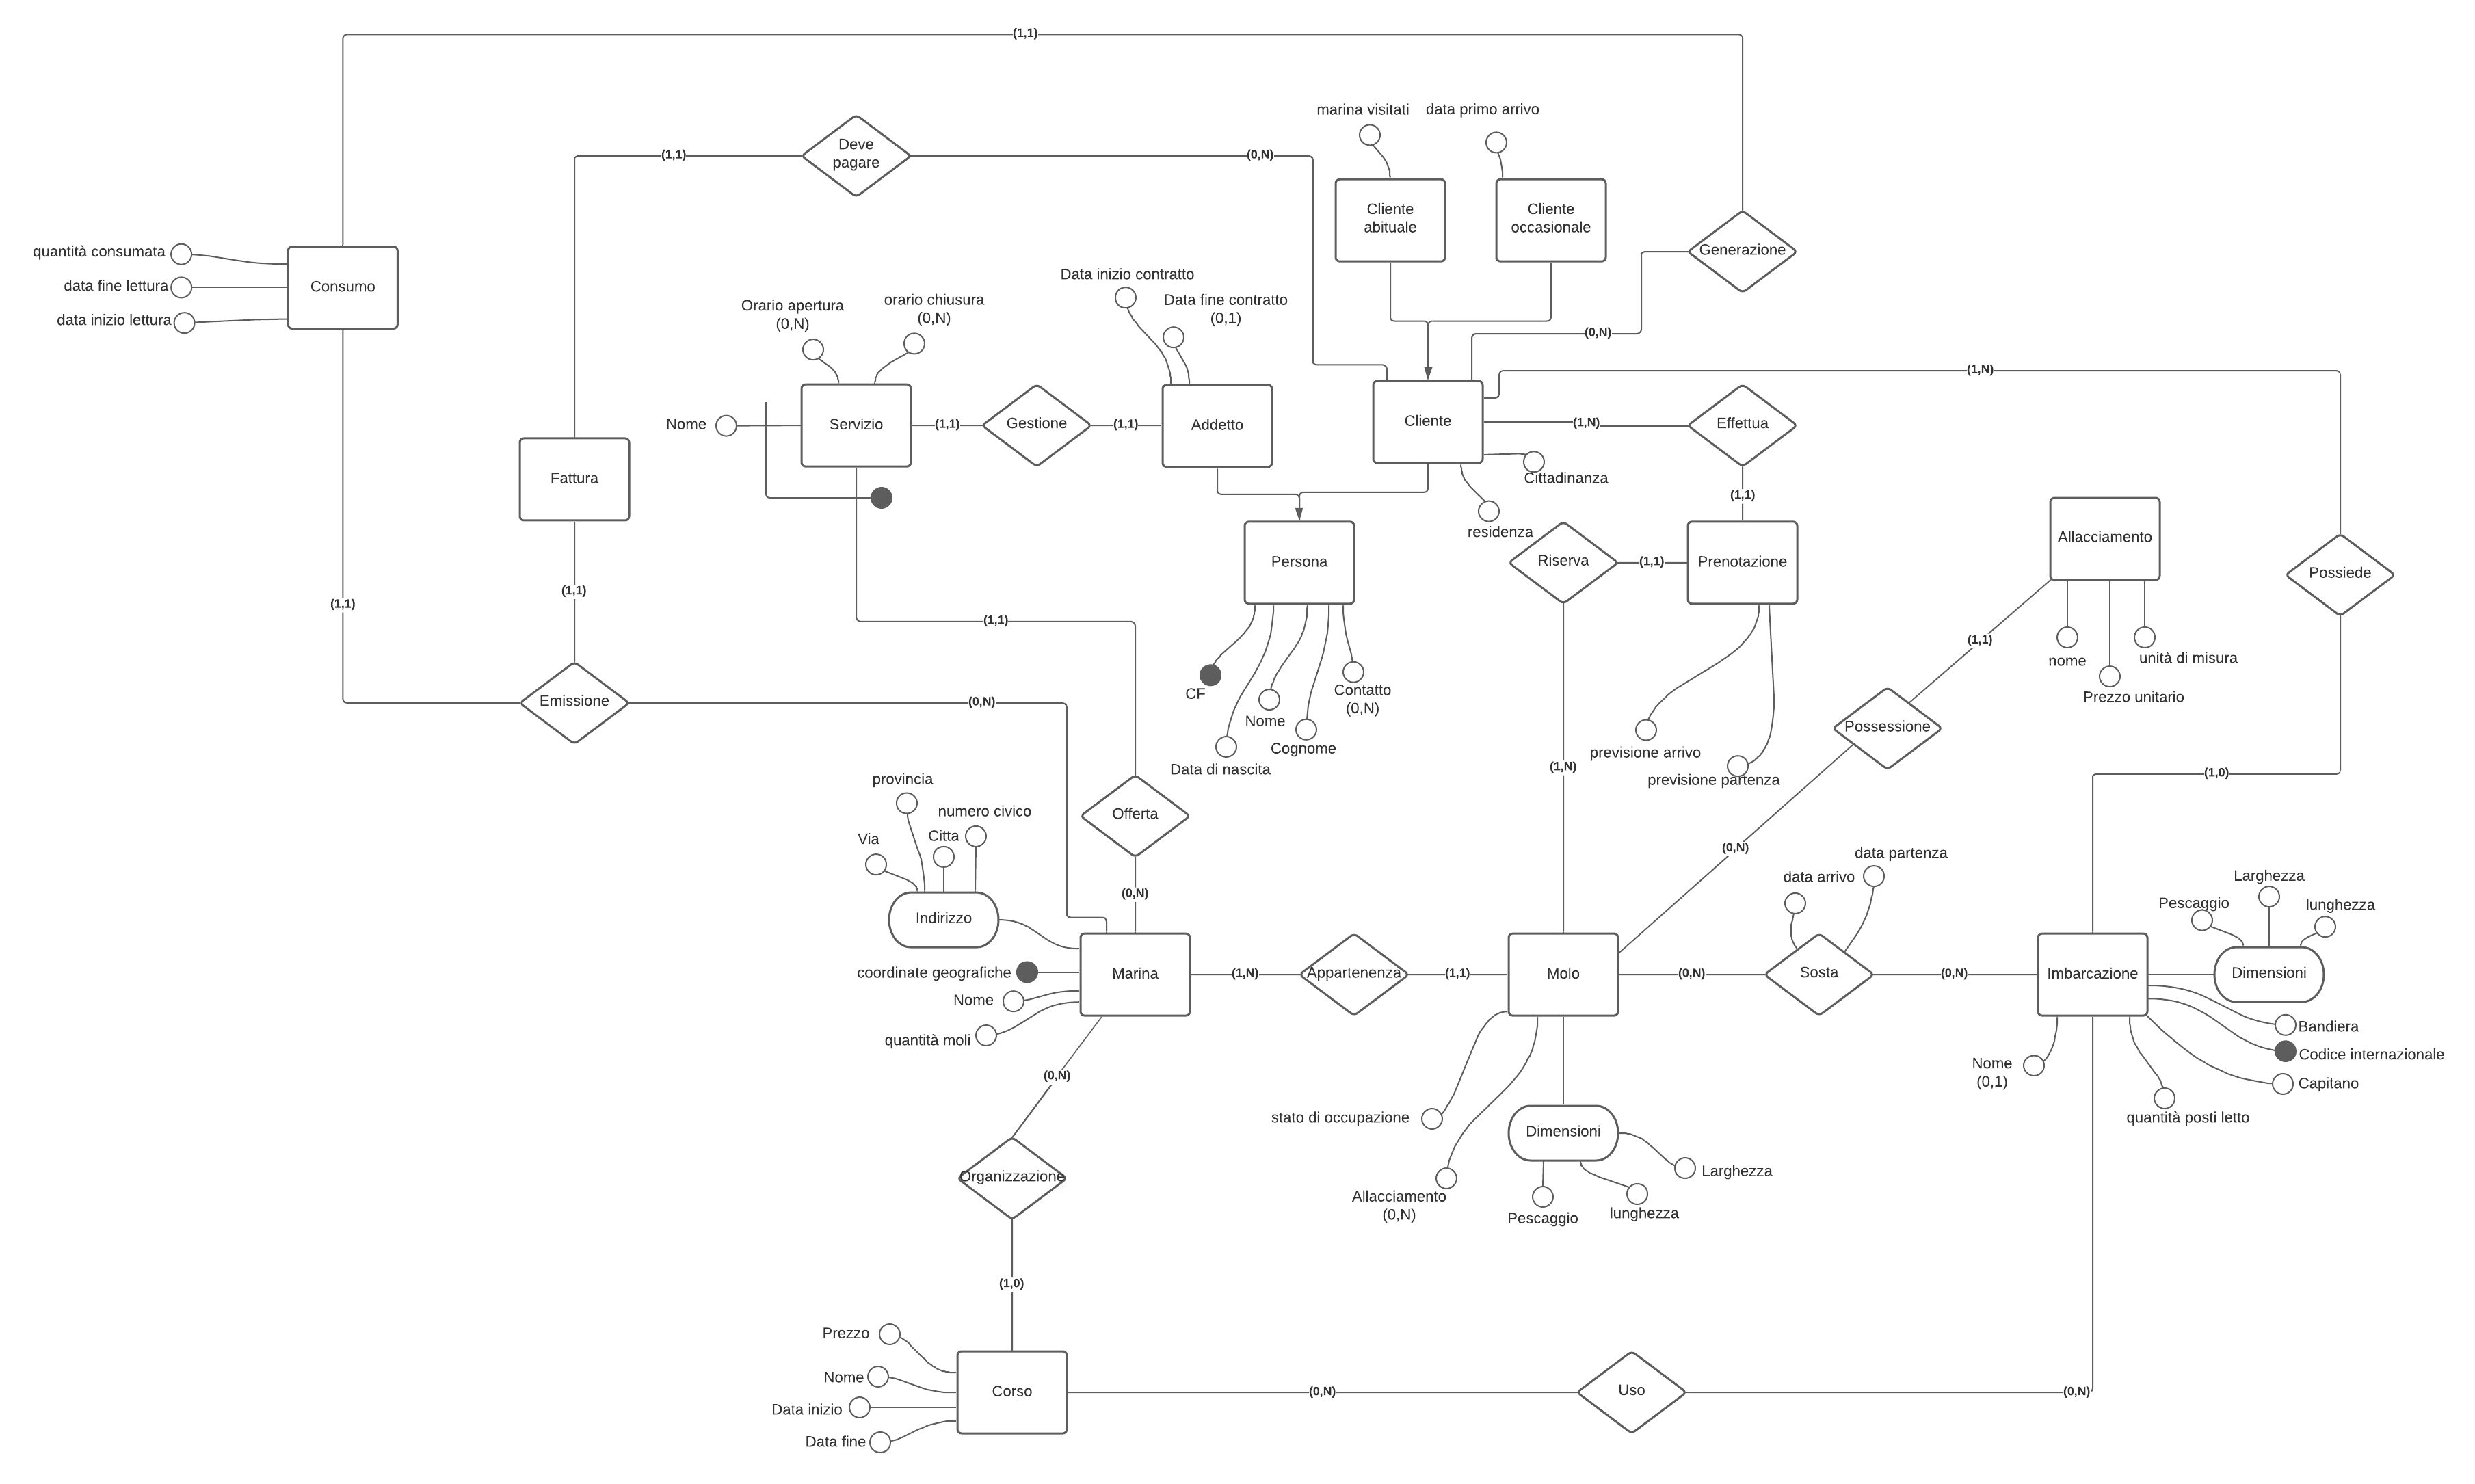 (1,1)
marina visitati
data primo arrivo
Deve
pagare
(1,1)
(0,N)
Cliente
abituale
Cliente
occasionale
Generazione
quantità consumata
data fine lettura
data inizio lettura
Consumo
Data inizio contratto
Data fine contratto
(0,1)
Orario apertura
(0,N)
orario chiusura
(0,N)
(0,N)
(1,N)
Nome
Servizio
(1,1)
Gestione
(1,1)
Addetto
Cliente
(1,N)
Effettua
Fattura
Cittadinanza
residenza
(1,1)
Persona
Riserva
(1,1)
Prenotazione
Allacciamento
Possiede
(1,1)
(1,1)
(1,1)
(1,1)
nome
unità di misura
Prezzo unitario
Emissione
(0,N)
CF
Nome
Cognome
Contatto
(0,N)
Data di nascita
previsione arrivo
previsione partenza
Possessione
(1,N)
(1,0)
provincia
numero civico
Via
Citta
Offerta
(0,N)
data arrivo
data partenza
Pescaggio
Larghezza
lunghezza
Indirizzo
(0,N)
coordinate geografiche
Nome
quantità moli
Marina
(1,N)
Appartenenza
(1,1)
Molo
(0,N)
Sosta
(0,N)
Imbarcazione
Dimensioni
Bandiera
Codice internazionale
Capitano
Nome
(0,1)
quantità posti letto
(0,N)
stato di occupazione
Dimensioni
Allacciamento
(0,N)
Pescaggio
lunghezza
Larghezza
Organizzazione
(1,0)
Prezzo
Nome
Data inizio
Data fine
Corso
(0,N)
Uso
(0,N)